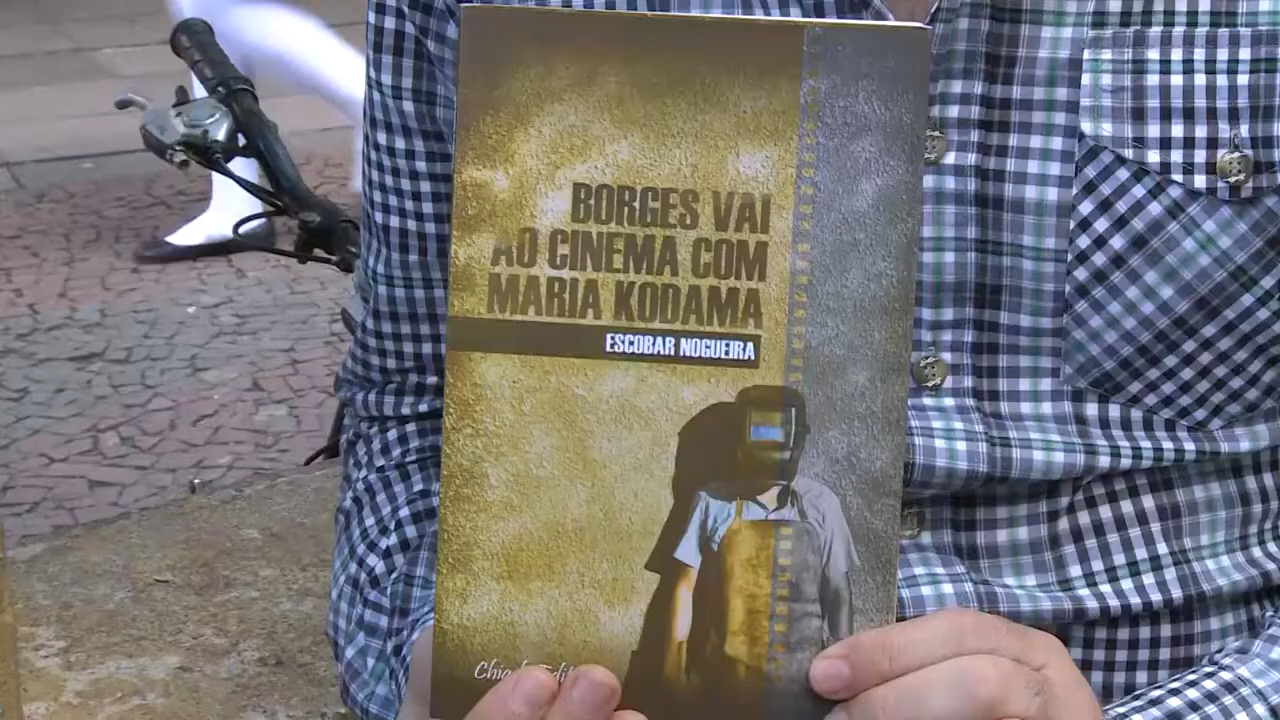 BORGES VAI
AO CINEMA COM
MARIA KODAMA
ESCOBAR NOGUEIRA